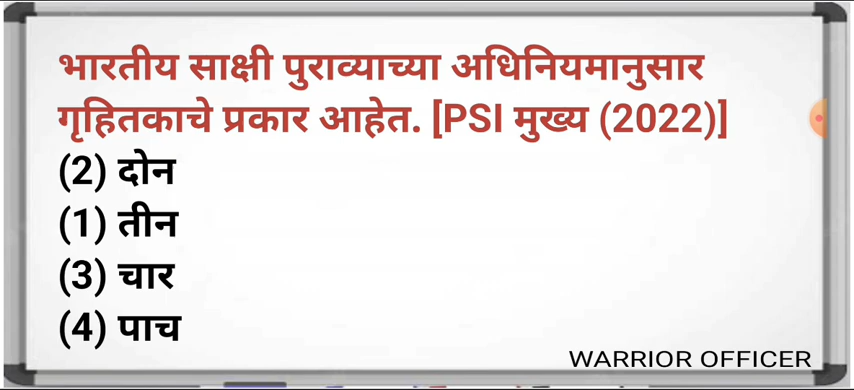 भारतीय साक्षी पुराव्याच्या अधिनियमानुसार
गृहितकाचे प्रकार आहेत. [PSI मुख्य (2022)]
(2) दोन
(1) तीन
(3) चार
(4) पाच
WARRIOR OFFICER